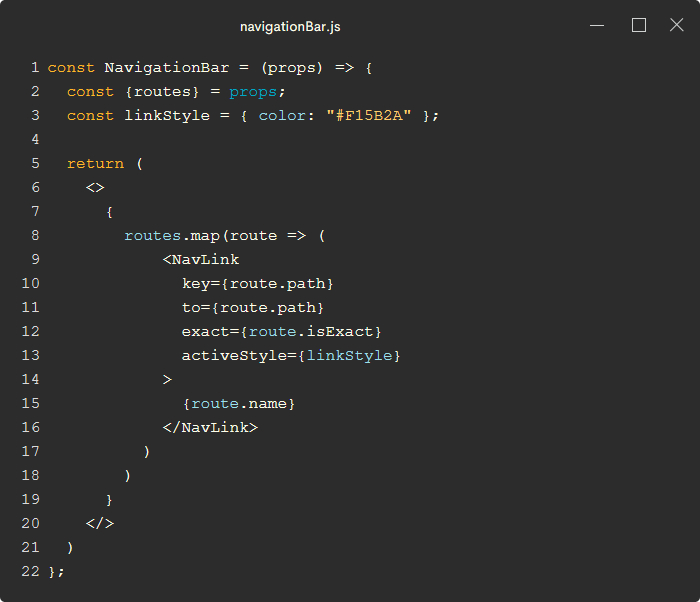 navigationBar.js
1 const NavigationBar = (props) => {
2   const {routes} = props;
3   const linkStyle = { color: "#F15B2A" };
4
5   return (
6     <>
7       {
8         routes.map(route => (
9             <NavLink
10               key={route.path}
11               to={route.path}
12               exact={route.isExact}
13               activeStyle={linkStyle}
14             >
15               {route.name}
16             </NavLink>
17           )
18         )
19       }
20     </>
21   )
22 };